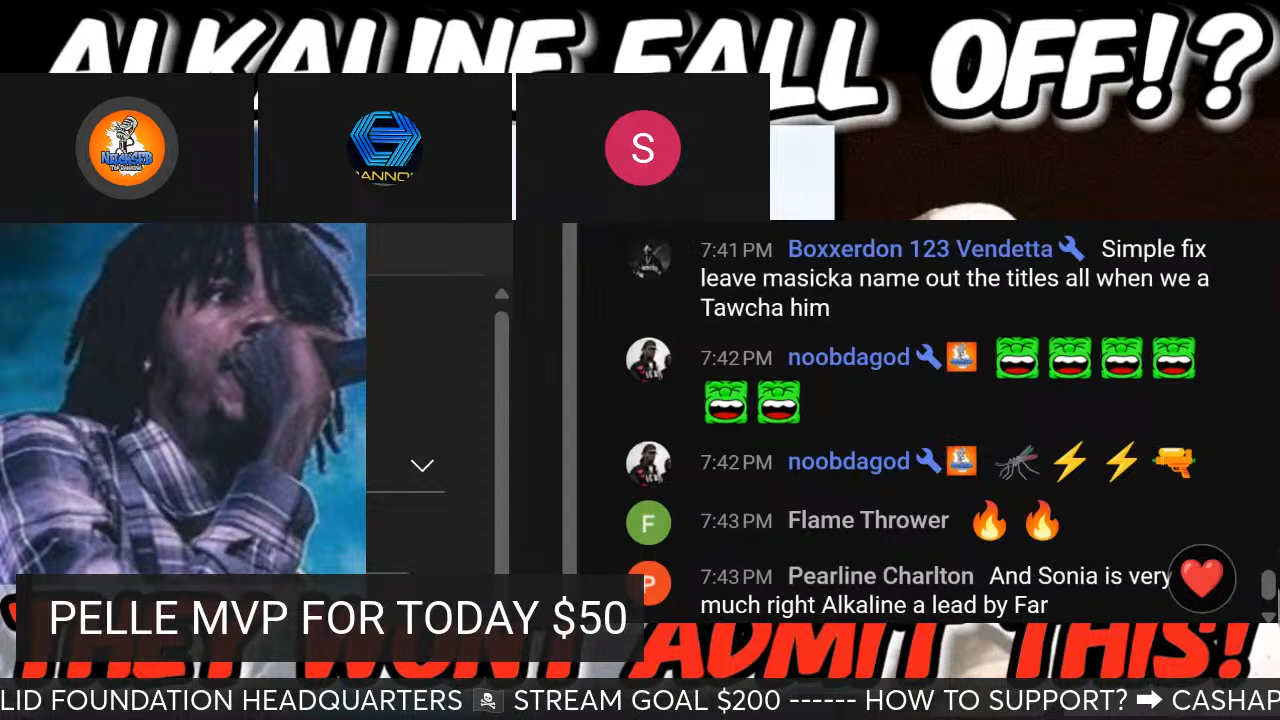 ALKALINE FALL OFF!?
S
7:41 PM Boxxerdon 123 Vendetta Simple fix
leave masicka name out the titles all when we a
Tawcha him
7:42 PM noobdagod
7:42 PM noobdagod
F
7:43 PM Flame Thrower
P
7:43 PM Pearline Charlton And Sonia is very
much right Alkaline a lead by Far
PELLE MVP FOR TODAY $50
THEY WONT ADMIT THIS!
LID FOUNDATION HEADQUARTERS ☠ STREAM GOAL $200 ------ HOW TO SUPPORT? ➡ CASHAP